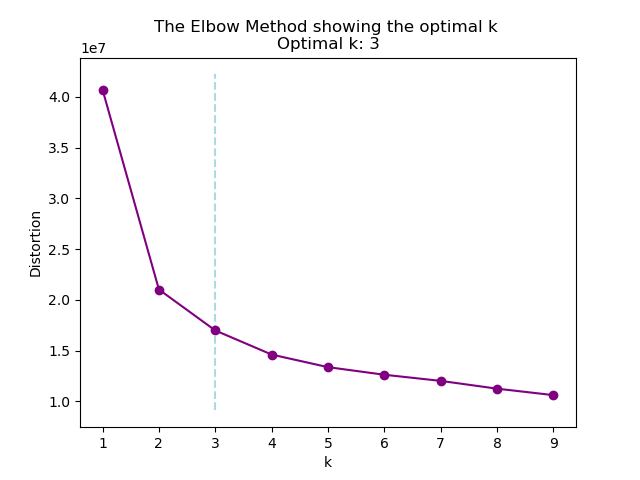 The Elbow Method showing the optimal k
Optimal k: 3
1e7
4.0
3.5
3.0
2.5
2.0
1.5
1.0
Distortion
1 2 3 4 5 6 7 8 9
k